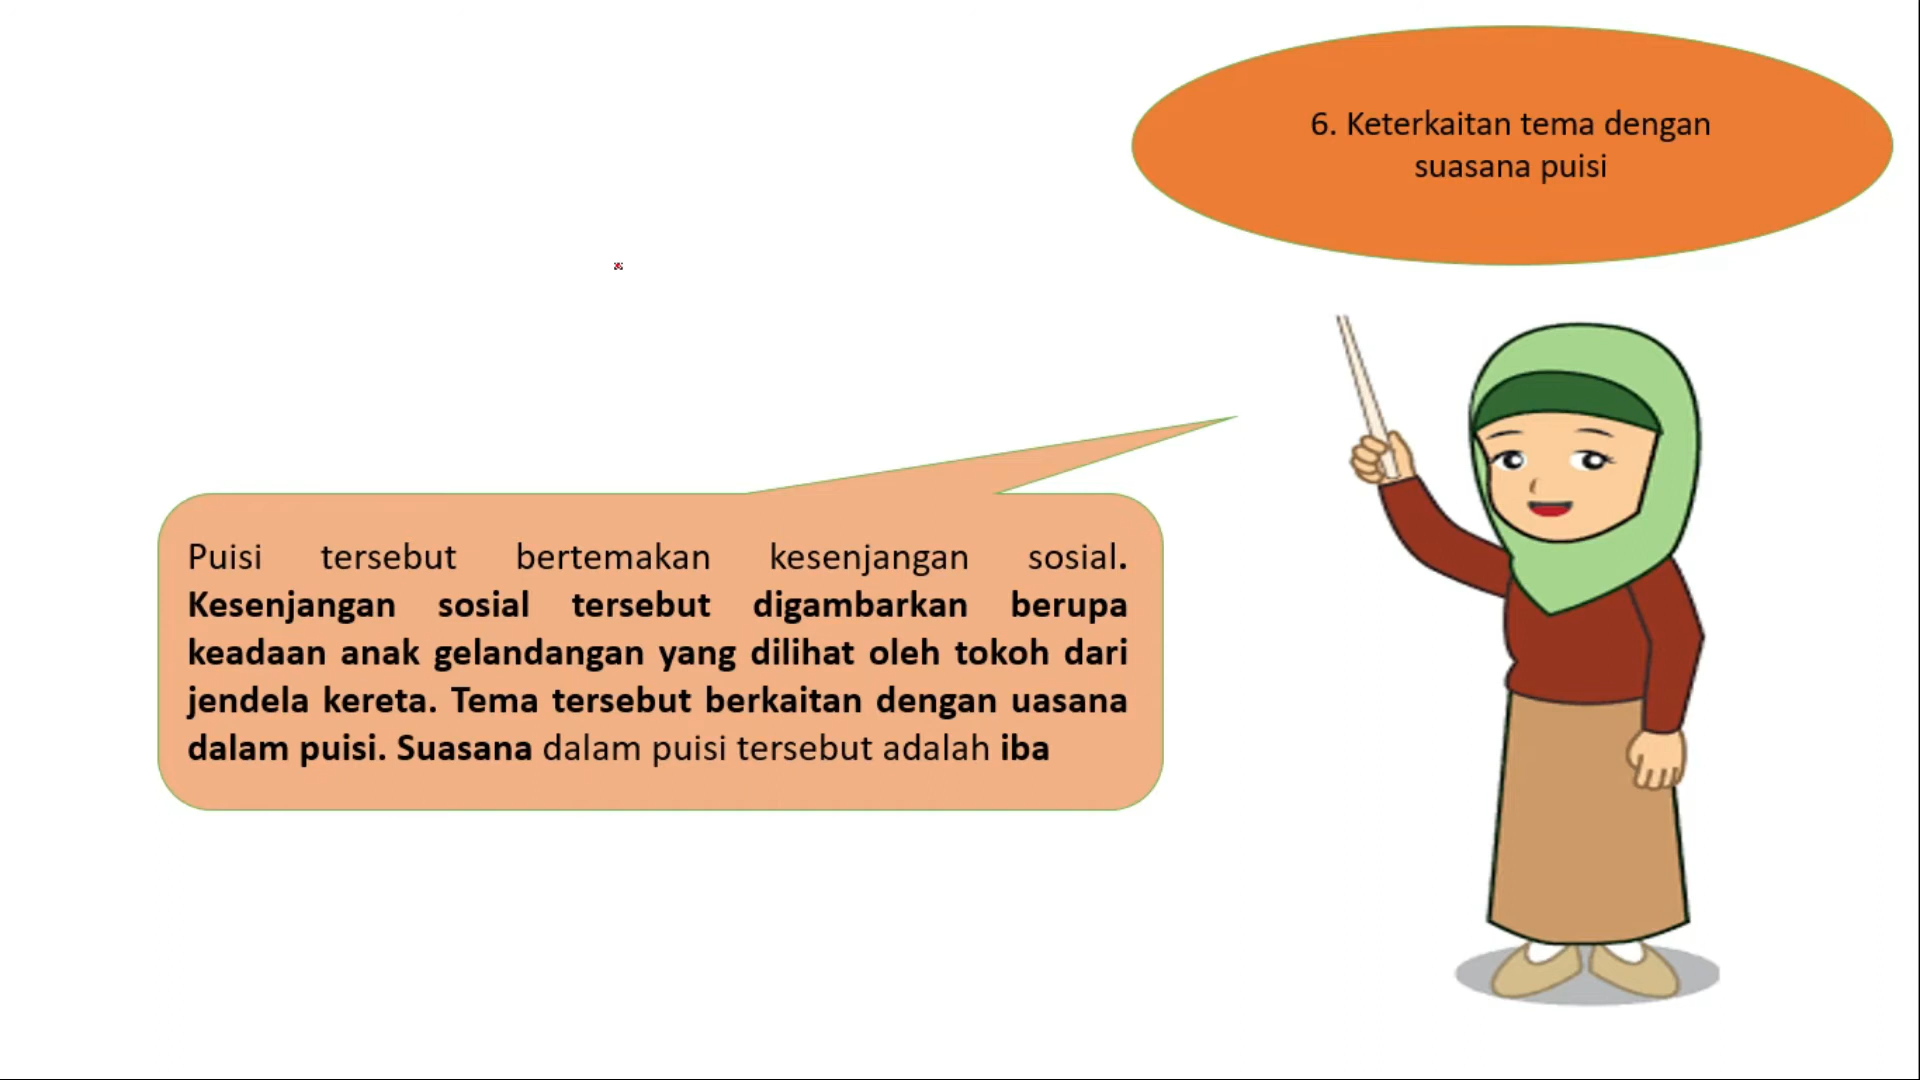 6. Keterkaitan tema dengan
suasana puisi
Puisi tersebut bertemakan kesenjangan sosial.
Kesenjangan sosial tersebut digambarkan berupa
keadaan anak gelandangan yang dilihat oleh tokoh dari
jendela kereta. Tema tersebut berkaitan dengan uasana
dalam puisi. Suasana dalam puisi tersebut adalah iba